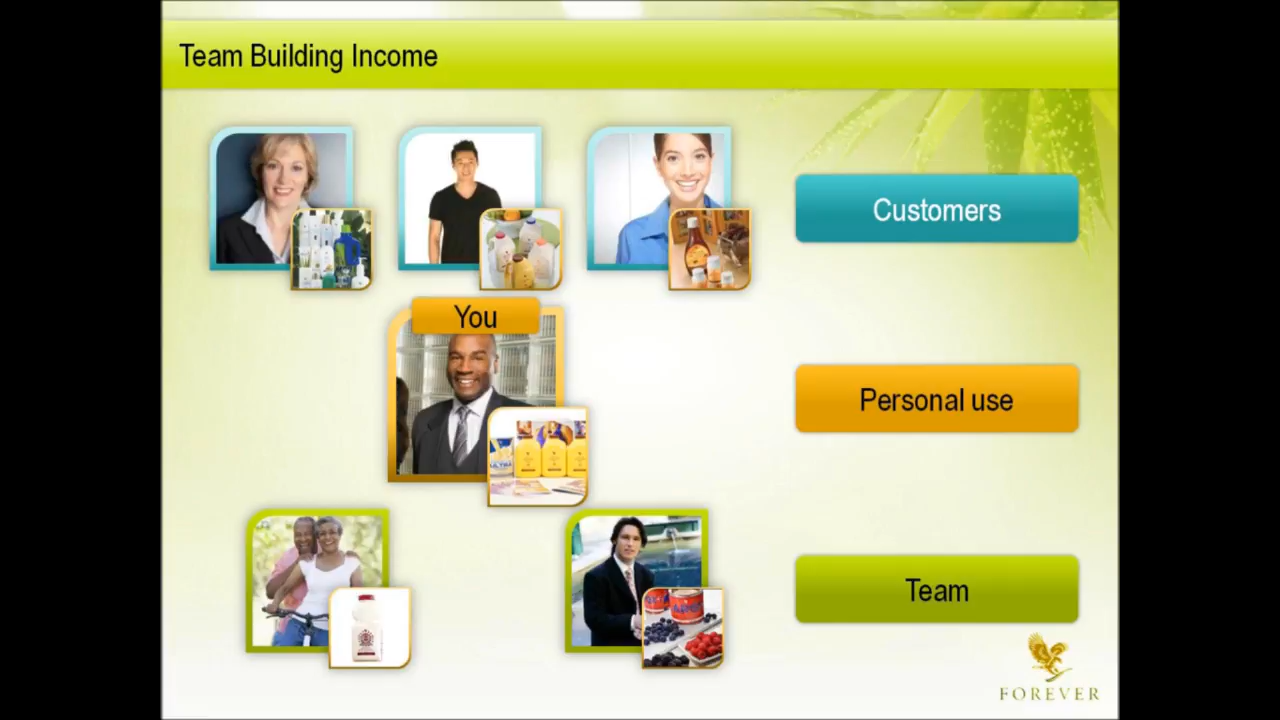 Team Building Income
Customers
You
Personal use
Team
FOREVER